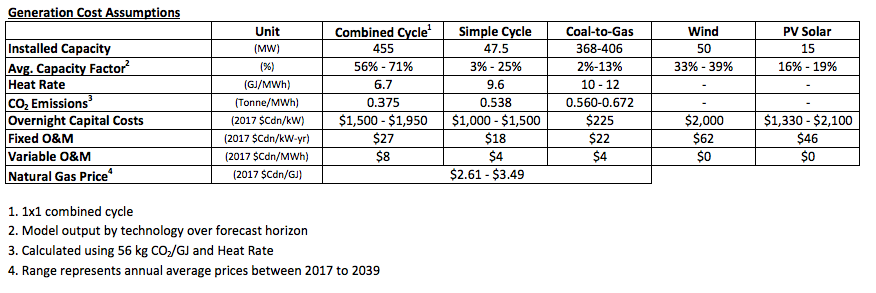 Generation Cost Assumptions
Unit Combined Cycle¹ Simple Cycle Coal-to-Gas Wind PV Solar
Installed Capacity (MW) 455 47.5 368-406 50 15
Avg. Capacity Factor² (%) 56% - 71% 3% - 25% 2%-13% 33% - 39% 16% - 19%
Heat Rate (GJ/MWh) 6.7 9.6 10 - 12 - -
CO₂ Emissions³ (Tonne/MWh) 0.375 0.538 0.560-0.672 - -
Overnight Capital Costs (2017 $Cdn/kW) $1,500 - $1,950 $1,000 - $1,500 $225 $2,000 $1,330 - $2,100
Fixed O&M (2017 $Cdn/kW-yr) $27 $18 $22 $62 $46
Variable O&M (2017 $Cdn/MWh) $8 $4 $4 $0 $0
Natural Gas Price⁴ (2017 $Cdn/GJ) $2.61 - $3.49
1. 1x1 combined cycle
2. Model output by technology over forecast horizon
3. Calculated using 56 kg CO₂/GJ and Heat Rate
4. Range represents annual average prices between 2017 to 2039